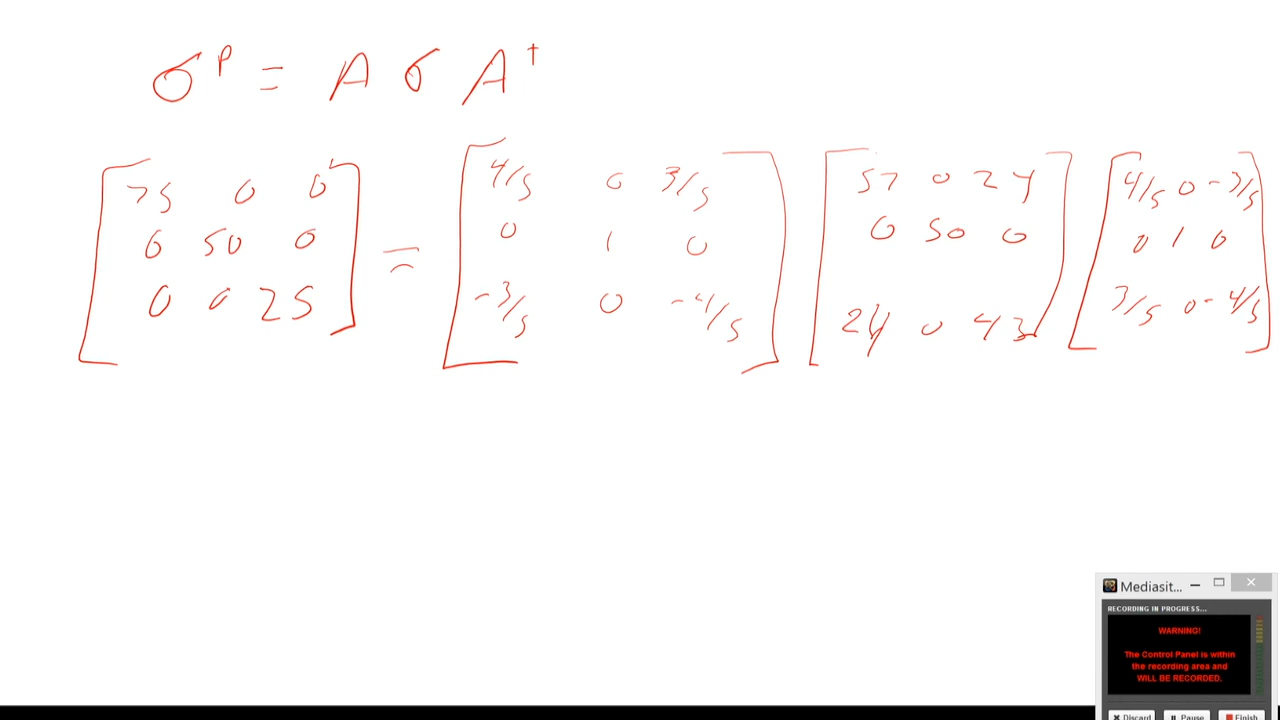 σᴾ = A σ A†
75 0 0 4/5 0 3/5 57 0 24 4/5 0 -3/5
0 50 0 = 0 1 0 0 50 0 0 1 0
0 0 25 -3/5 0 -4/5 24 0 43 3/5 0 -4/5
Mediasit...
RECORDING IN PROGRESS...
WARNING!
The Control Panel is within
the recording area and
WILL BE RECORDED.
Discard Pause Finish